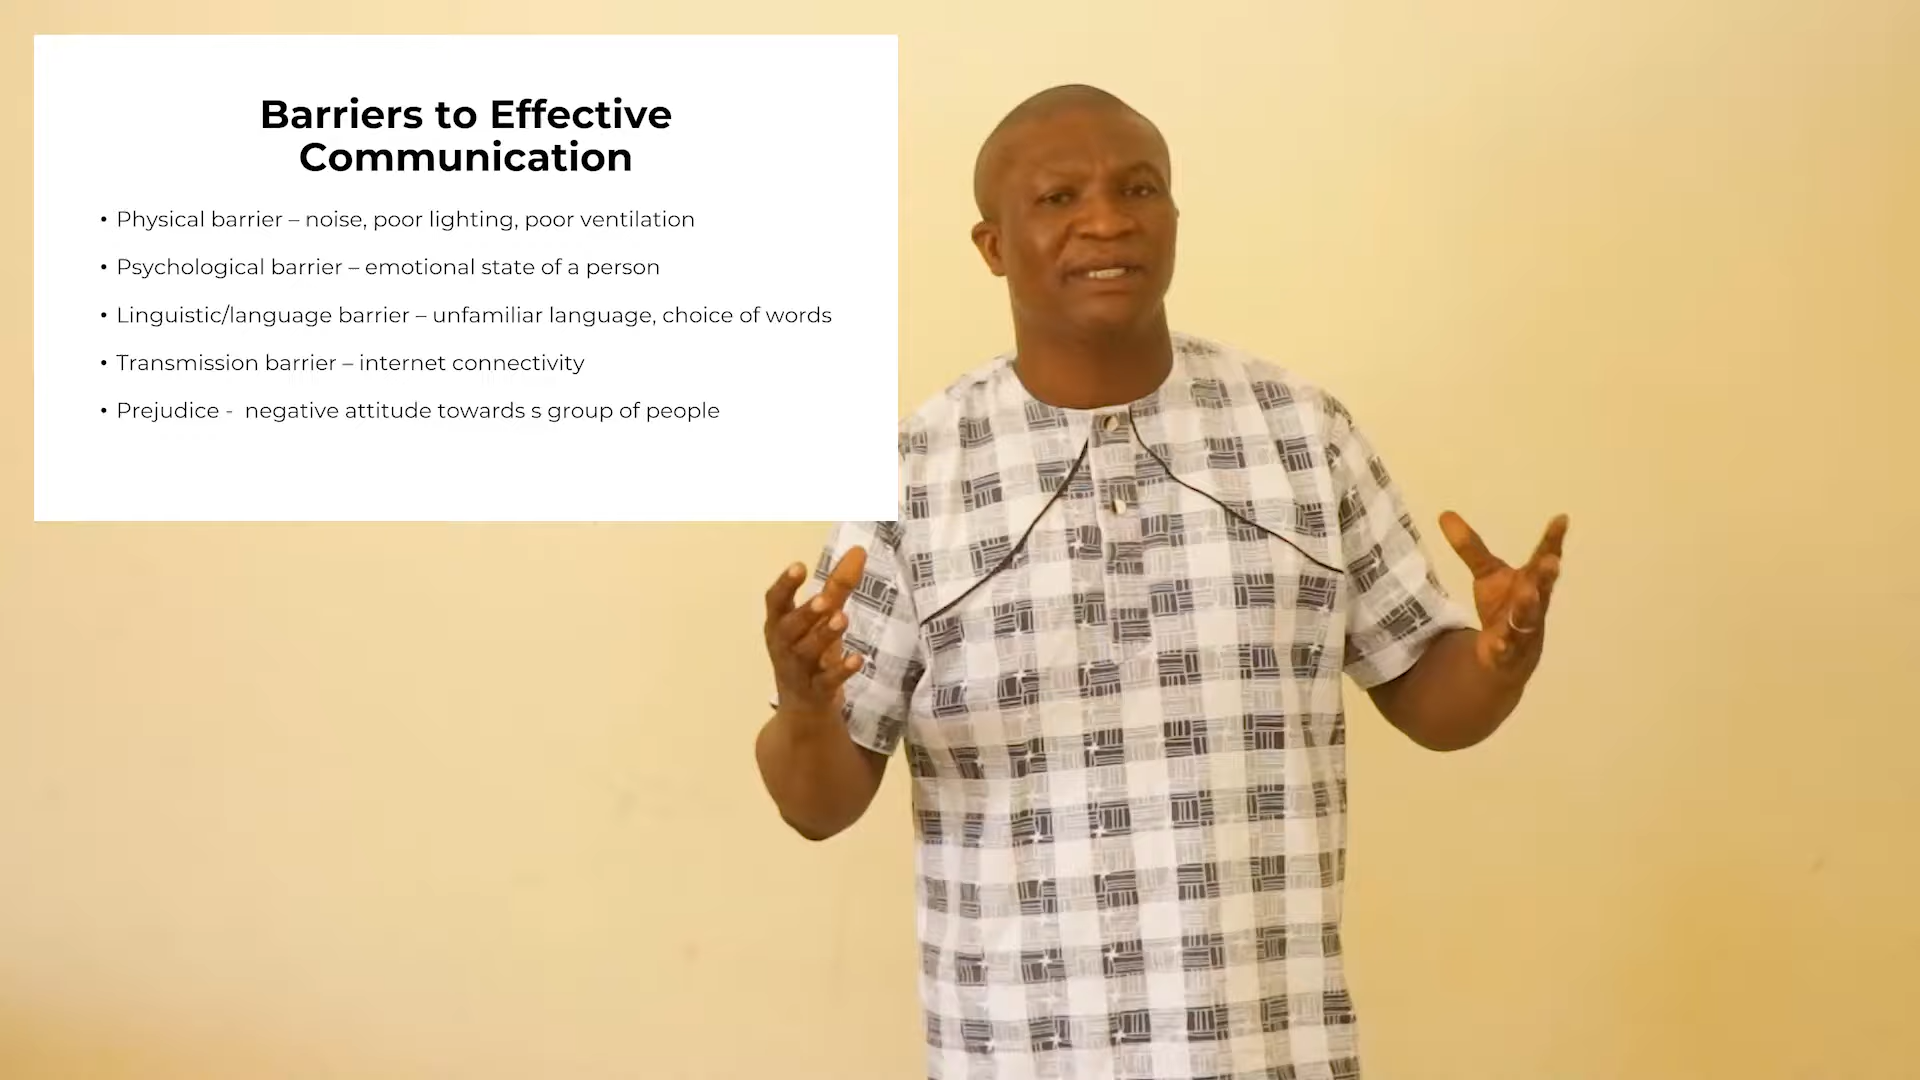 Barriers to Effective
Communication
• Physical barrier – noise, poor lighting, poor ventilation
• Psychological barrier – emotional state of a person
• Linguistic/language barrier – unfamiliar language, choice of words
• Transmission barrier – internet connectivity
• Prejudice -  negative attitude towards s group of people